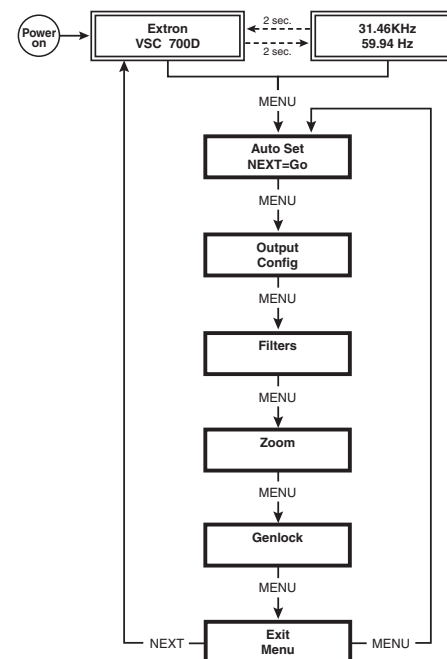 Power
on
Extron
VSC 700D
2 sec.
2 sec.
31.46KHz
59.94 Hz
MENU
Auto Set
NEXT=Go
MENU
Output
Config
MENU
Filters
MENU
Zoom
MENU
Genlock
MENU
NEXT
Exit
Menu
MENU